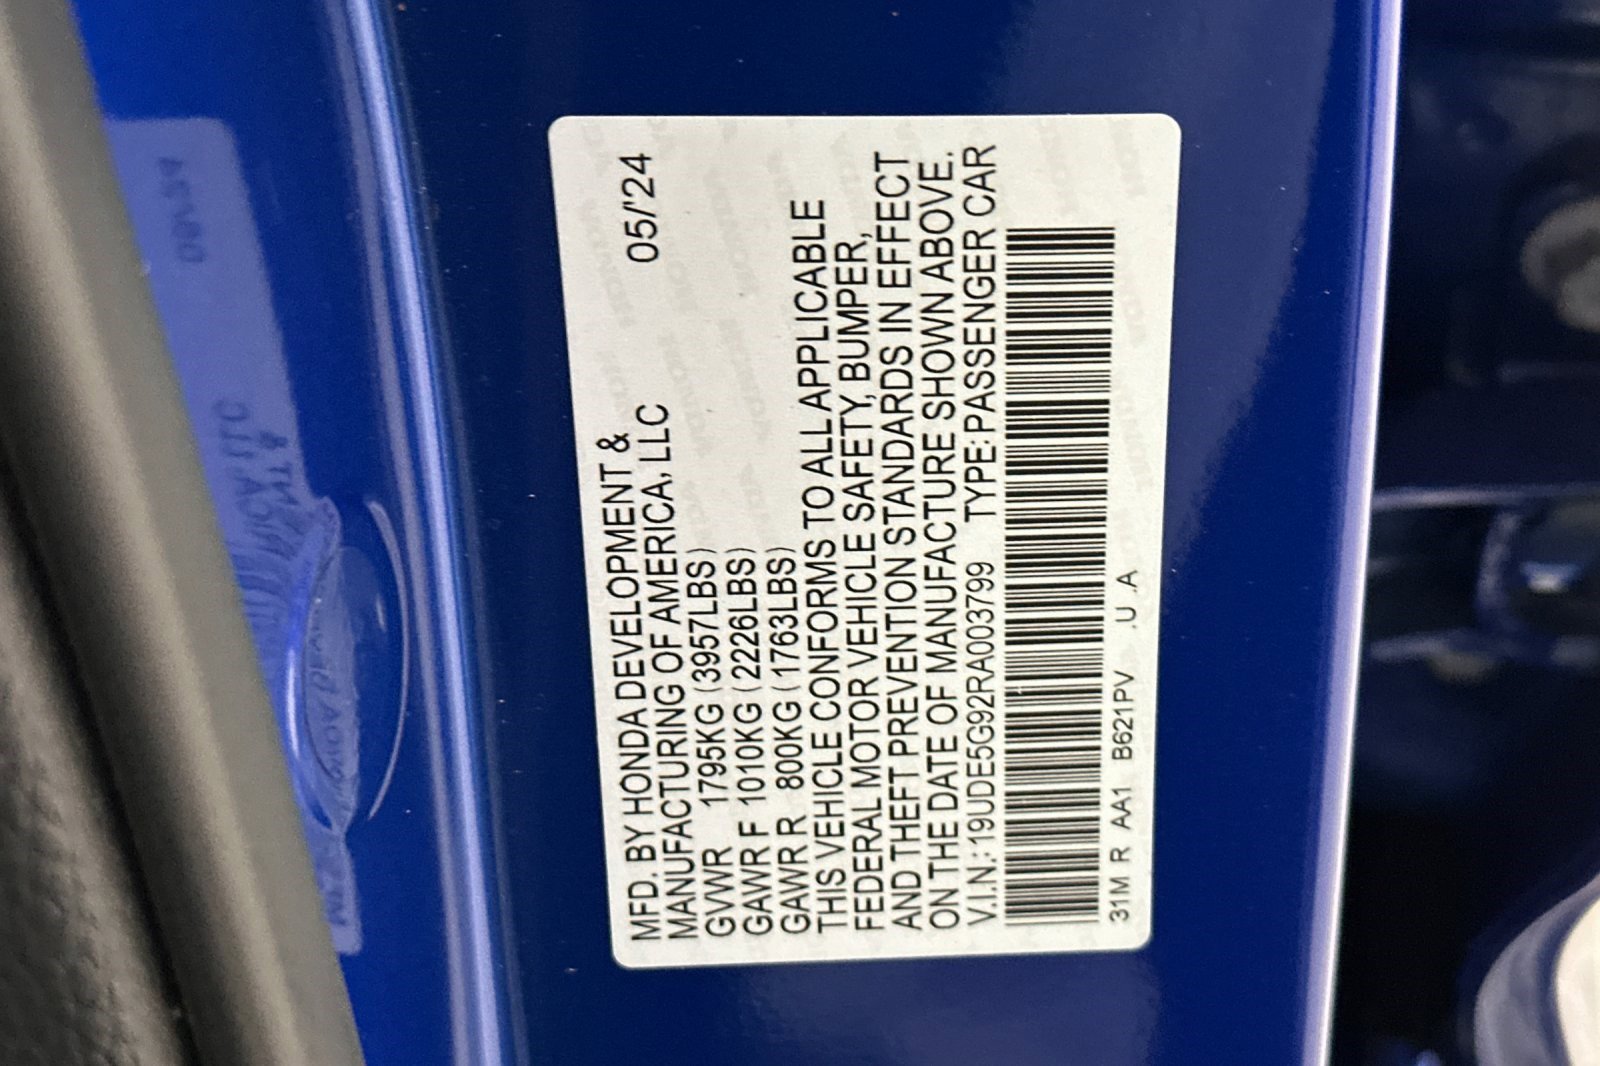 MFD. BY HONDA DEVELOPMENT & 05/'24
MANUFACTURING OF AMERICA, LLC
GVWR 1795KG (3957LBS)
GAWR F 1010KG (2226LBS)
GAWR R 800KG (1763LBS)
THIS VEHICLE CONFORMS TO ALL APPLICABLE
FEDERAL MOTOR VEHICLE SAFETY, BUMPER,
AND THEFT PREVENTION STANDARDS IN EFFECT
ON THE DATE OF MANUFACTURE SHOWN ABOVE.
V.I.N.: 19UDE5G92RA003799 TYPE: PASSENGER CAR
31M R AA1 B621PV .U .A